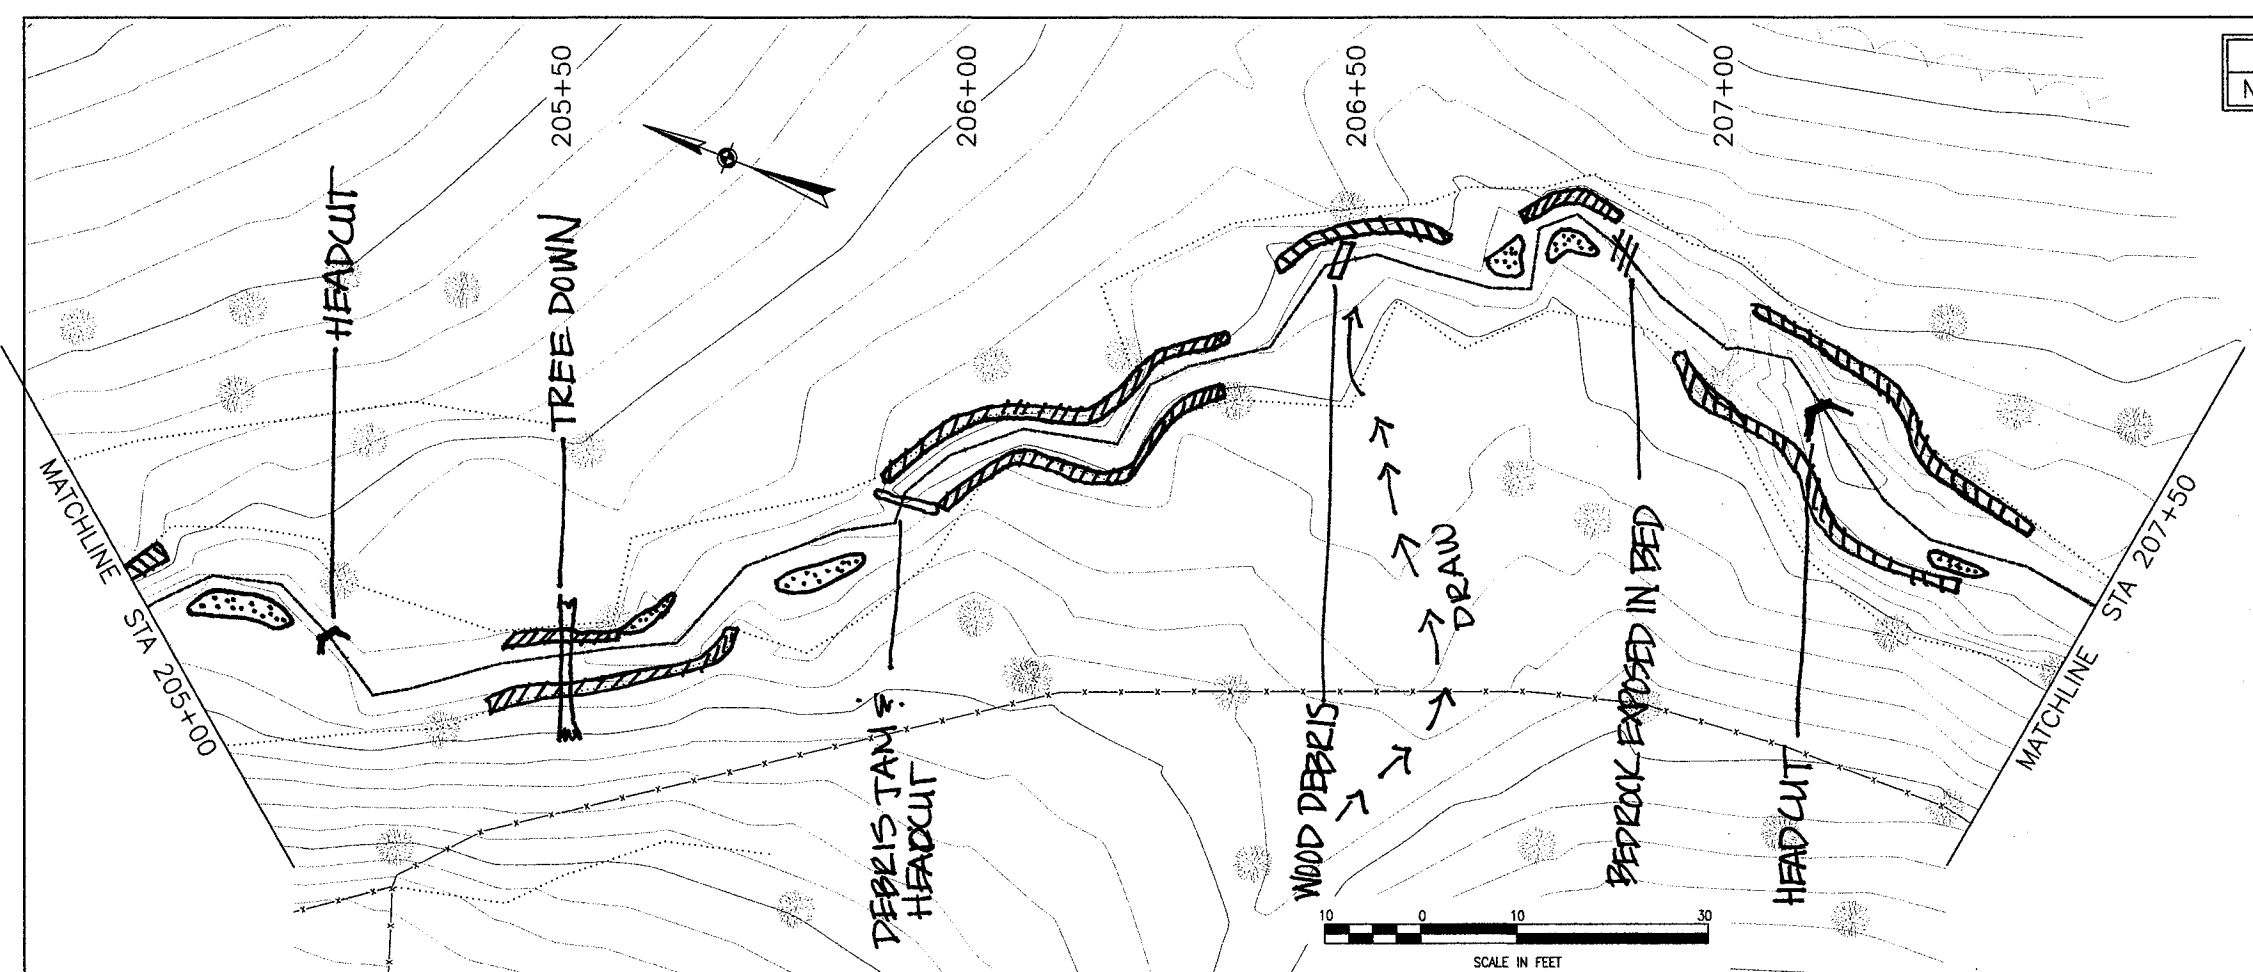 205+50
206+00
206+50
207+00
N
HEADCUT
TREE DOWN
MATCHLINE STA 205+00
DEBRIS JAM w.
HEADCUT
WOOD DEBRIS
DRAW
BEDROCK EXPOSED IN BED
HEADCUT
MATCHLINE STA 207+50
10 0 10 30
SCALE IN FEET